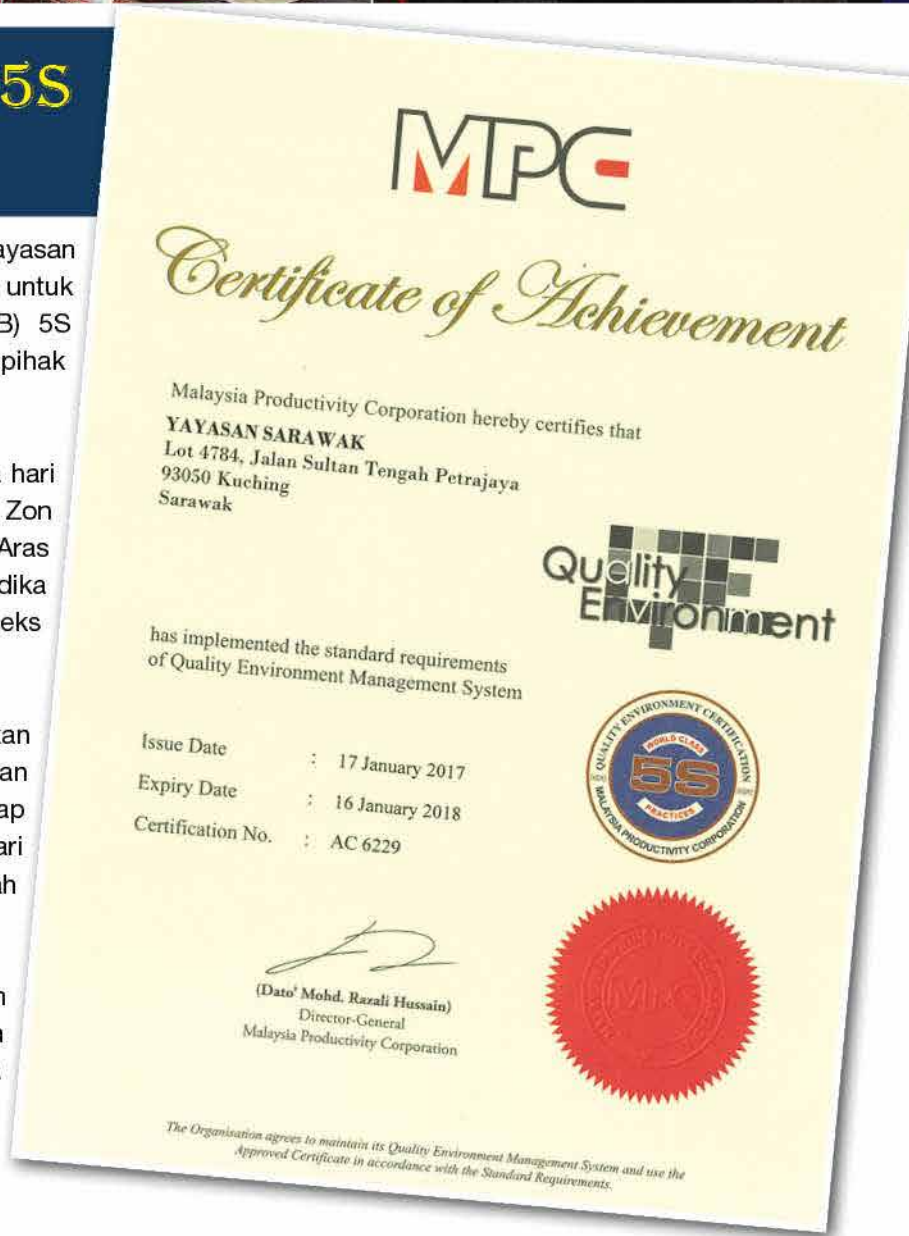 5S
ayasan
untuk
B) 5S
pihak
hari
Zon
Aras
dika
eks
an
ap
ari
MPC
Certificate of Achievement
Malaysia Productivity Corporation hereby certifies that
YAYASAN SARAWAK
Lot 4784, Jalan Sultan Tengah Petrajaya
93050 Kuching
Sarawak
Quality
Environment
has implemented the standard requirements
of Quality Environment Management System
Issue Date : 17 January 2017
Expiry Date : 16 January 2018
Certification No. : AC 6229
QUALITY ENVIRONMENT CERTIFICATION
WORLD CLASS
5S
PRACTICES
MALAYSIA PRODUCTIVITY CORPORATION
(Dato' Mohd. Razali Hussain)
Director-General
Malaysia Productivity Corporation
MPC
The Organisation agrees to maintain its Quality Environment Management System and use the
Approved Certificate in accordance with the Standard Requirements.